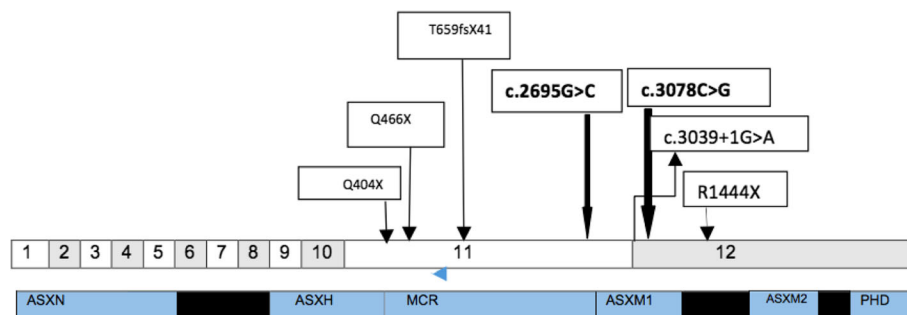 T659fsX41
c.2695G>C
c.3078C>G
Q466X
c.3039+1G>A
Q404X
R1444X
1 2 3 4 5 6 7 8 9 10 11 12
ASXN ASXH MCR ASXM1 ASXM2 PHD